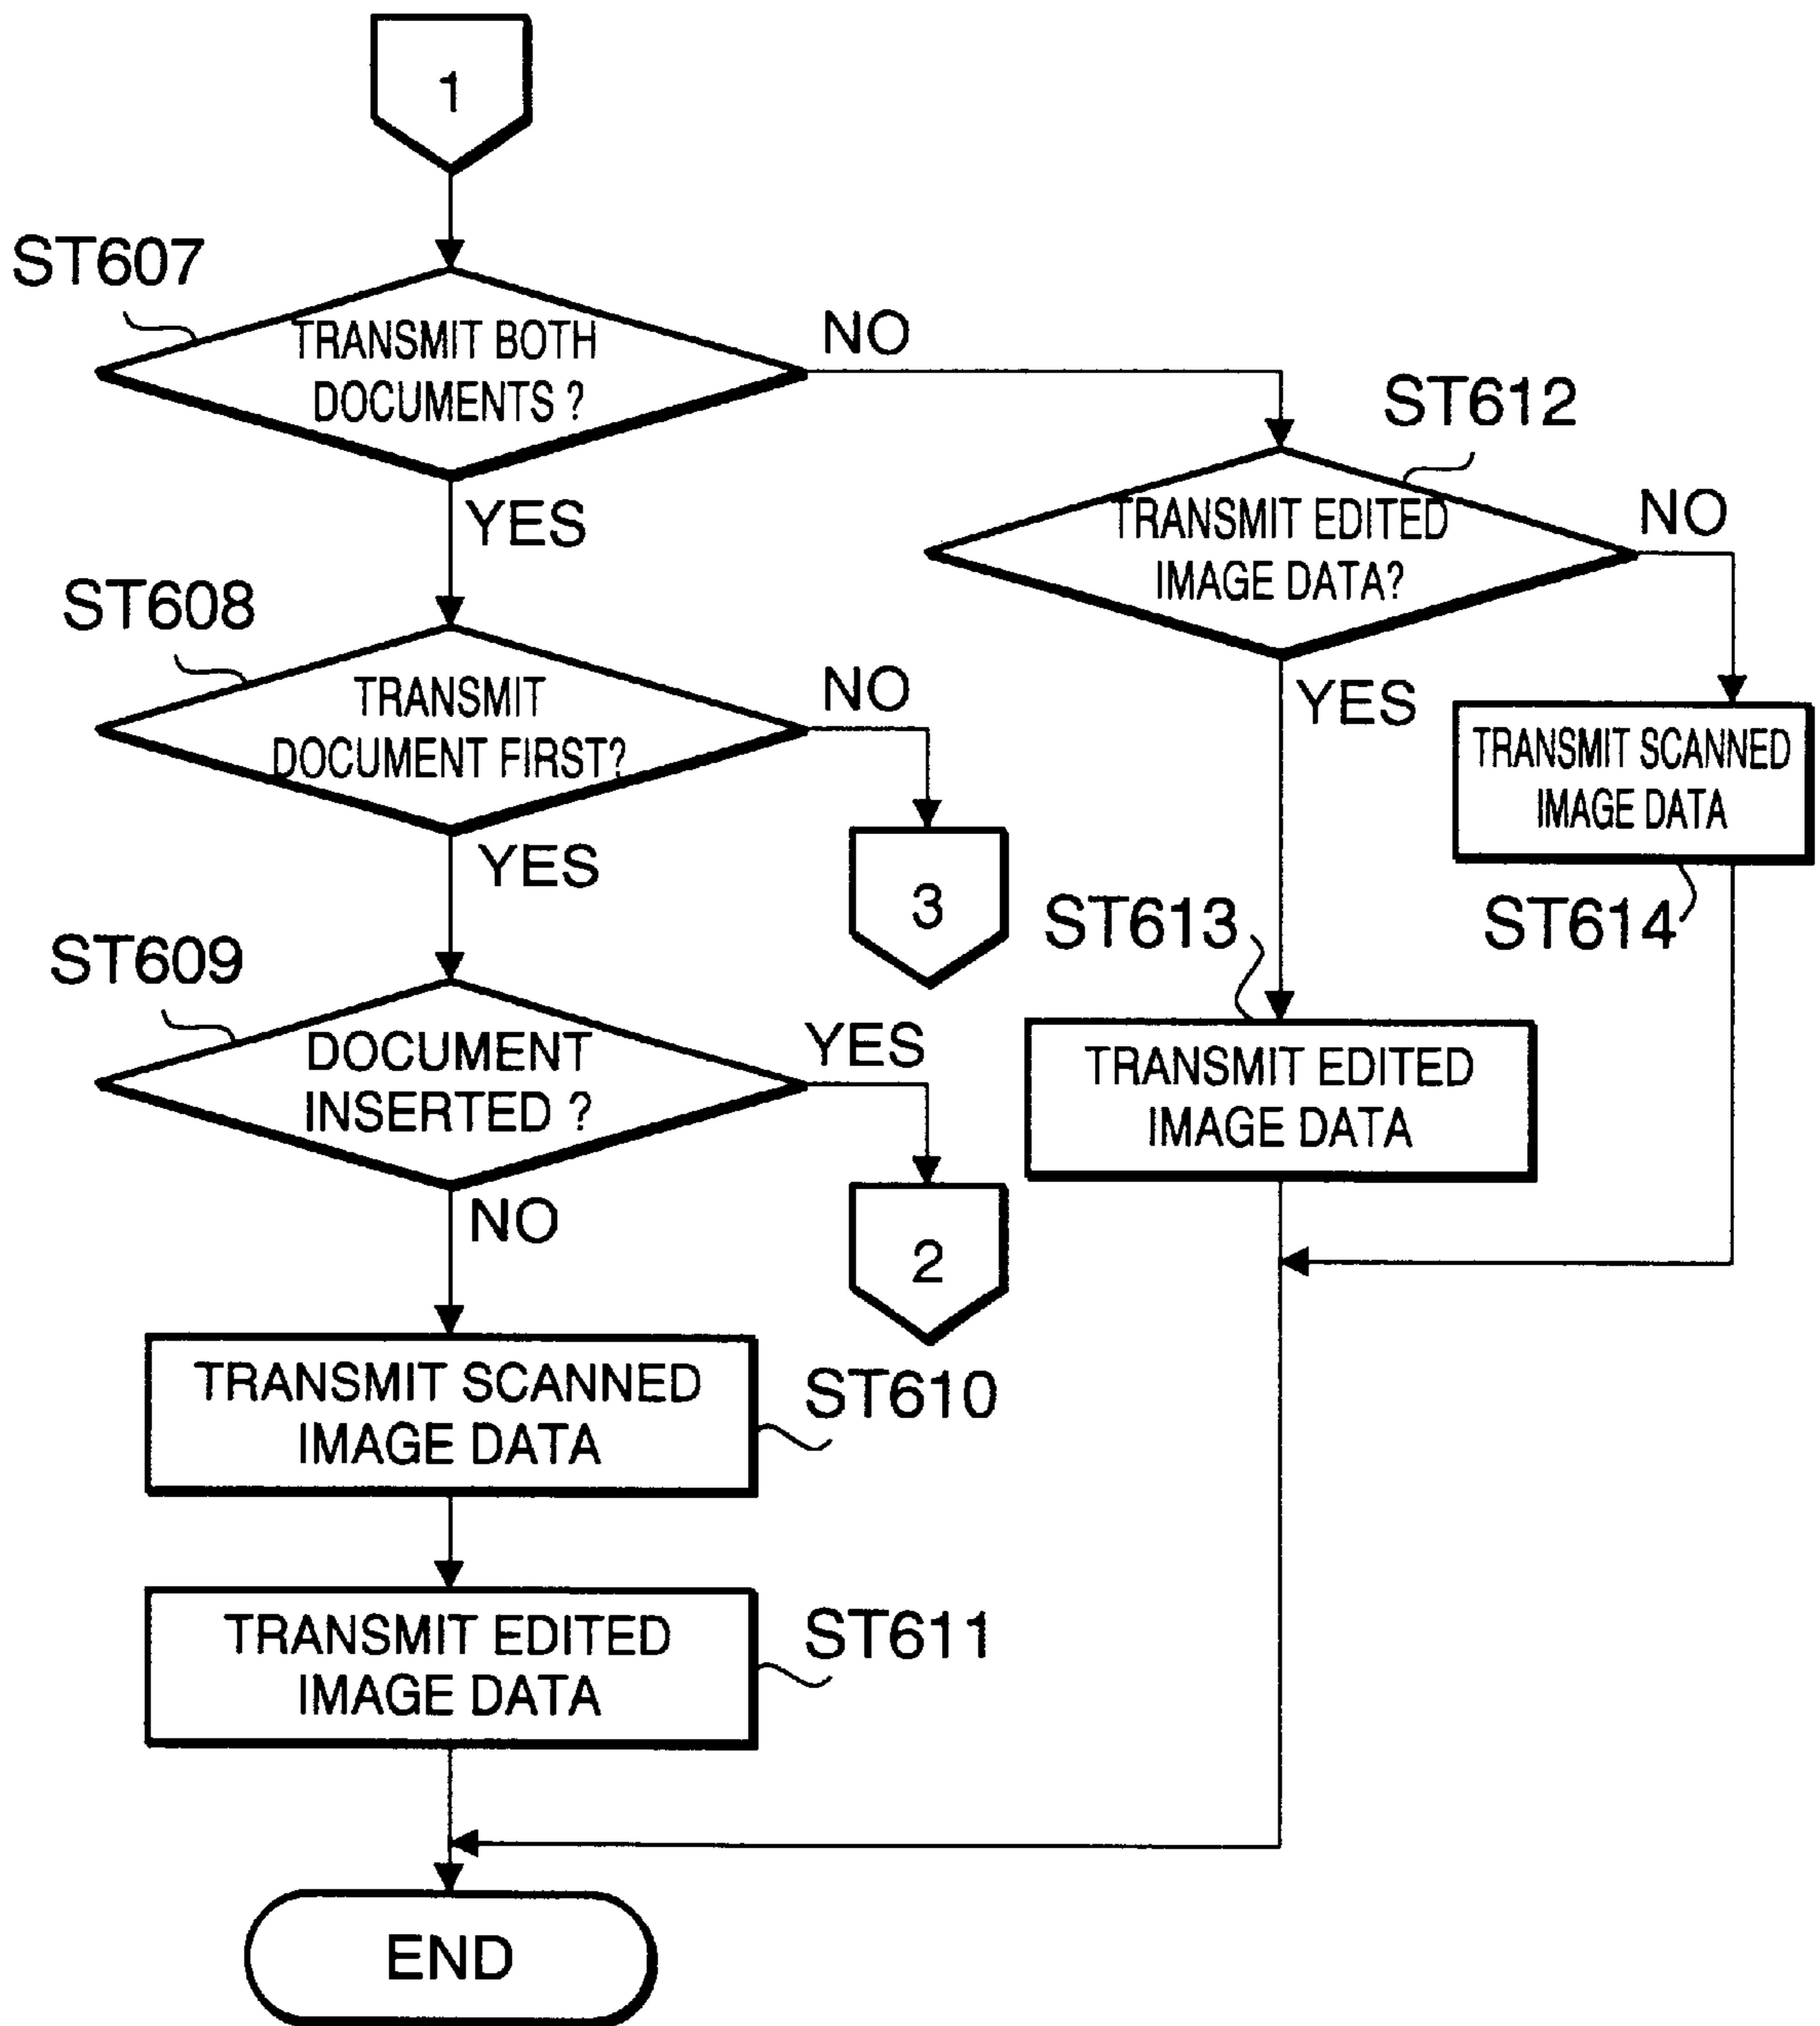 1
ST607
TRANSMIT BOTH
DOCUMENTS ?
NO
YES
ST612
TRANSMIT EDITED
IMAGE DATA?
NO
YES
ST608
TRANSMIT
DOCUMENT FIRST?
NO
YES
3
TRANSMIT SCANNED
IMAGE DATA
ST614
ST613
TRANSMIT EDITED
IMAGE DATA
ST609
DOCUMENT
INSERTED ?
YES
NO
2
TRANSMIT SCANNED
IMAGE DATA
ST610
TRANSMIT EDITED
IMAGE DATA
ST611
END